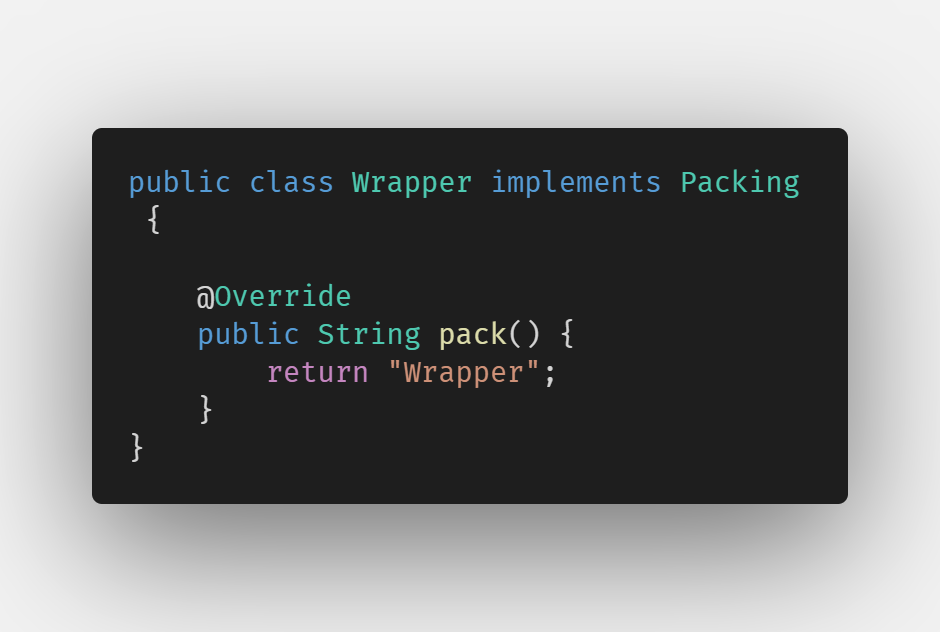 public class Wrapper implements Packing
 {

    @Override
    public String pack() {
        return "Wrapper";
    }
}